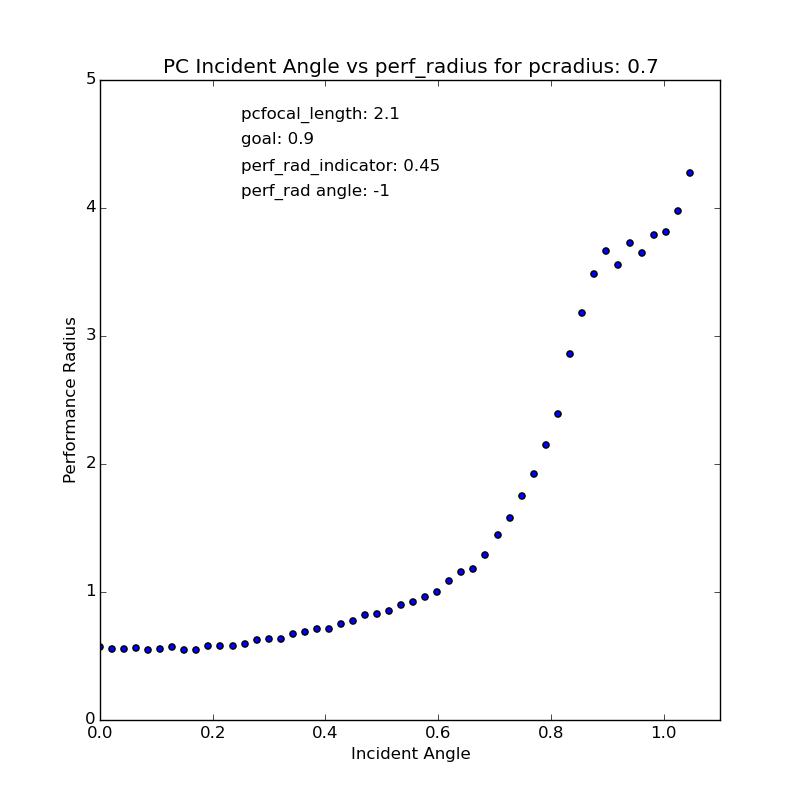 PC Incident Angle vs perf_radius for pcradius: 0.7
pcfocal_length: 2.1
goal: 0.9
perf_rad_indicator: 0.45
perf_rad angle: -1
5
4
3
2
1
0
Performance Radius
0.0 0.2 0.4 0.6 0.8 1.0
Incident Angle